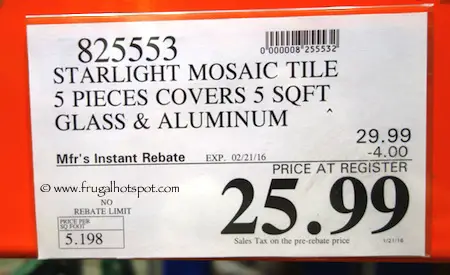 825553
0000008255532
STARLIGHT MOSAIC TILE
5 PIECES COVERS 5 SQFT
GLASS & ALUMINUM
29.99
-4.00
Mfr's Instant Rebate EXP. 02/21/16
PRICE AT REGISTER
© www.frugalhotspot.com
NO
REBATE LIMIT
25.99
PRICE PER
SQ FOOT
5.198
Sales Tax on the pre-rebate price
1/21/16